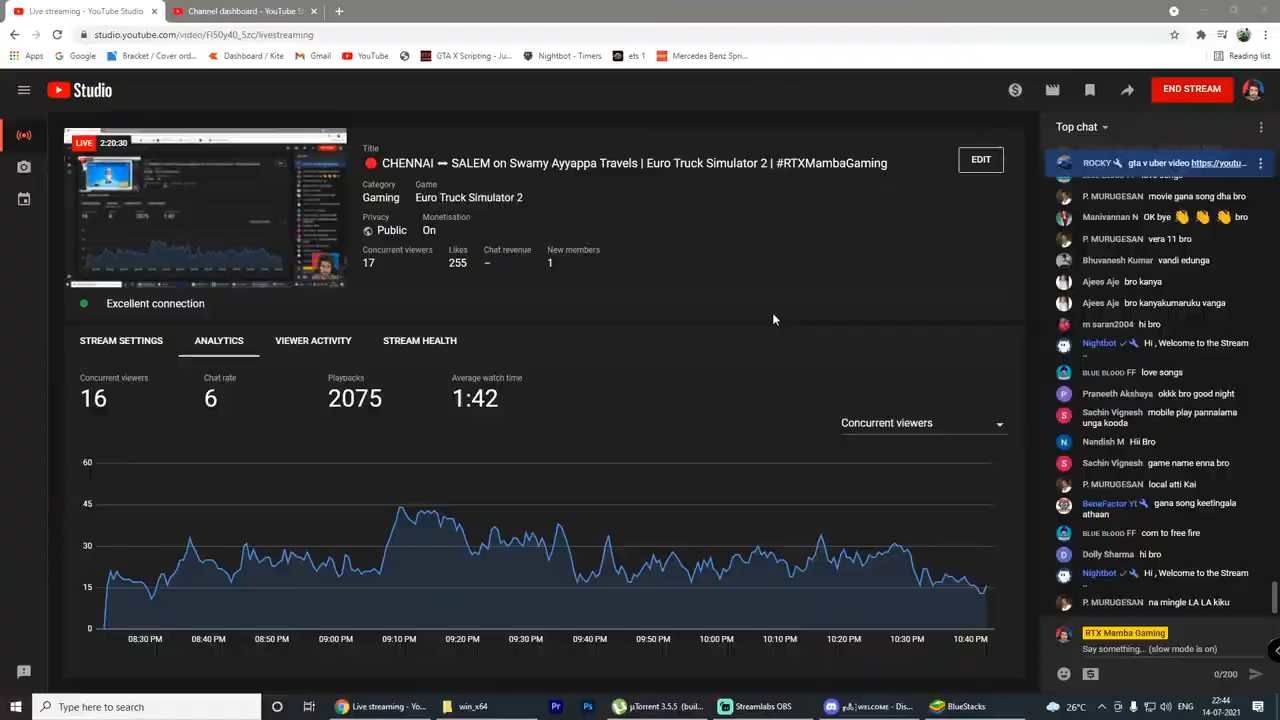 Live streaming - YouTube Studio
Channel dashboard - YouTube S
studio.youtube.com/video/FI50y40_5zc/livestreaming
Apps
Google
Bracket / Cover ord...
Dashboard / Kite
Gmail
YouTube
GTA X Scripting - Ju...
Nightbot - Timers
ets 1
Mercedes Benz Spri...
Reading list
Studio
END STREAM
LIVE 2:20:30
Title
CHENNAI ⬌ SALEM on Swamy Ayyappa Travels | Euro Truck Simulator 2 | #RTXMambaGaming
EDIT
Category Game
Gaming Euro Truck Simulator 2
Privacy Monetisation
Public On
Concurrent viewers Likes Chat revenue New members
17 255 – 1
Excellent connection
STREAM SETTINGS ANALYTICS VIEWER ACTIVITY STREAM HEALTH
Concurrent viewers Chat rate Playbacks Average watch time
16 6 2075 1:42
Concurrent viewers
60
45
30
15
0
08:30 PM 08:40 PM 08:50 PM 09:00 PM 09:10 PM 09:20 PM 09:30 PM 09:40 PM 09:50 PM 10:00 PM 10:10 PM 10:20 PM 10:30 PM 10:40 PM
Top chat
ROCKY gta v uber video https://youtu...
P. MURUGESAN movie gana song dha bro
Manivannan N OK bye 👋 👋 👋 bro
P. MURUGESAN vera 11 bro
Bhuvanesh Kumar vandi edunga
Ajees Aje bro kanya
Ajees Aje bro kanyakumaruku vanga
m saran2004 hi bro
Nightbot Hi , Welcome to the Stream
..
BLUE BLOOD FF love songs
Praneeth Akshaya okkk bro good night
Sachin Vignesh mobile play pannalama
unga kooda
Nandish M Hii Bro
Sachin Vignesh game name enna bro
P. MURUGESAN local atti Kai
BeneFactor Yt gana song keetingala
athaan
BLUE BLOOD FF com to free fire
Dolly Sharma hi bro
Nightbot Hi , Welcome to the Stream
..
P. MURUGESAN na mingle LA LA kiku
RTX Mamba Gaming
Say something... (slow mode is on)
0/200
Type here to search
Live streaming - Yo...
win_x64
Pr
Ps
µTorrent 3.5.5 (buil...
Streamlabs OBS
BlueStacks
26°C
ENG
22:44
14-07-2021